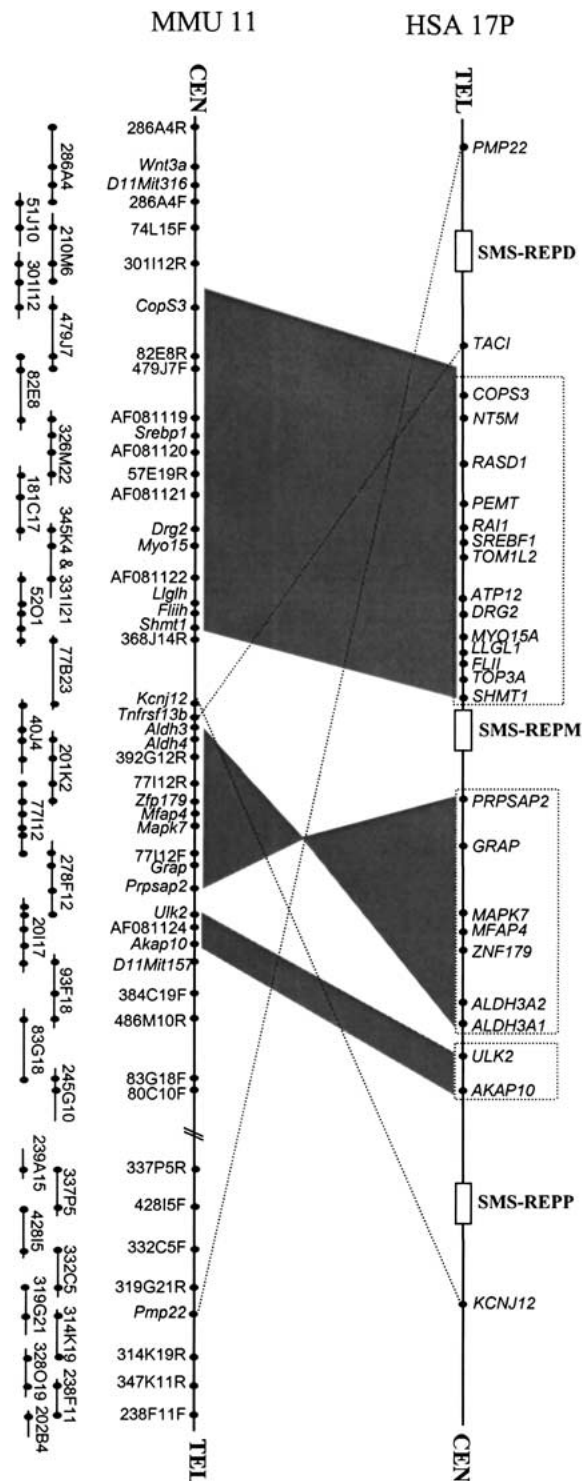 MMU 11
HSA 17P
CEN
TEL
286A4R
Wnt3a
D11Mit316
286A4F
74L15F
301I12R
CopS3
82E8R
479J7F
AF081119
Srebp1
AF081120
57E19R
AF081121
Drg2
Myo15
AF081122
Llglh
Fliih
Shmt1
368J14R
Kcnj12
Tnfrsf13b
Aldh3
Aldh4
392G12R
77I12R
Zfp179
Mfap4
Mapk7
77I12F
Grap
Prpsap2
Ulk2
AF081124
Akap10
D11Mit157
384C19F
486M10R
83G18F
80C10F
337P5R
428I5F
332C5F
319G21R
Pmp22
314K19R
347K11R
238F11F
TEL
PMP22
SMS-REPD
TACI
COPS3
NT5M
RASD1
PEMT
RAI1
SREBF1
TOM1L2
ATP12
DRG2
MYO15A
LLGL1
FLII
TOP3A
SHMT1
SMS-REPM
PRPSAP2
GRAP
MAPK7
MFAP4
ZNF179
ALDH3A2
ALDH3A1
ULK2
AKAP10
SMS-REPP
KCNJ12
CEN
286A4
51J10
210M6
301I12
479J7
82E8
326M22
181C17
345K4 & 331I21
52O1
77B23
40J4
201K2
77I12
278F12
20I17
93F18
83G18
245G10
239A15
337P5
428I5
332C5
319G21
314K19
328O19
238F11
202B4